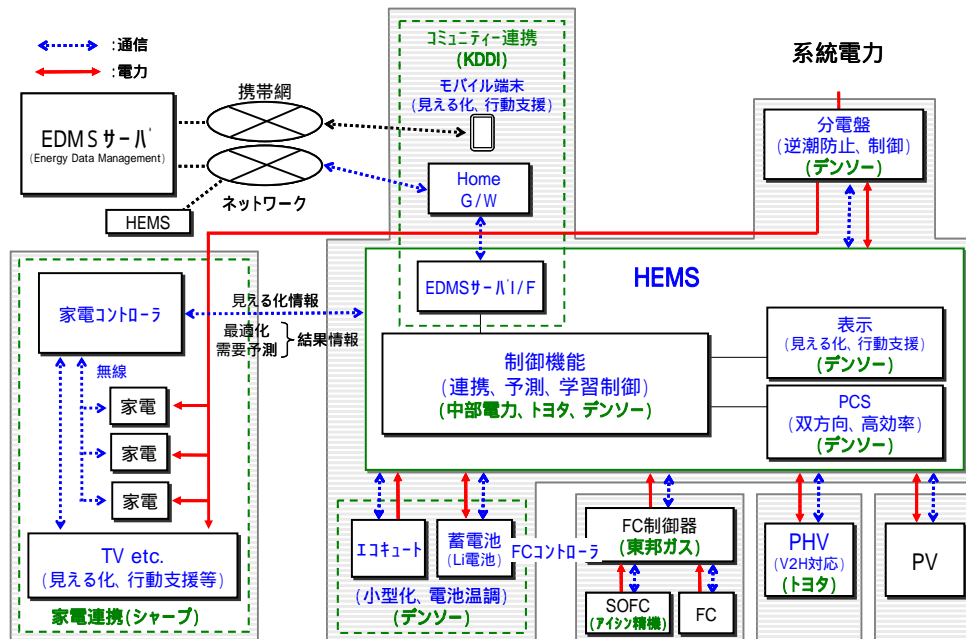 :通信
:電力
EDMSサーバ
(Energy Data Management)
携帯網
ネットワーク
HEMS
コミュニティー連携
(KDDI)
モバイル端末
(見える化、行動支援)
Home
G/W
EDMSサーバI/F
系統電力
分電盤
(逆潮防止、制御)
(デンソー)
HEMS
家電コントローラ
見える化情報
最適化
需要予測
結果情報
無線
家電
家電
家電
TV etc.
(見える化、行動支援等)
家電連携(シャープ)
制御機能
(連携、予測、学習制御)
(中部電力、トヨタ、デンソー)
表示
(見える化、行動支援)
(デンソー)
PCS
(双方向、高効率)
(デンソー)
エコキュート
蓄電池
(Li電池)
(小型化、電池温調)
(デンソー)
FCコントローラ
FC制御器
(東邦ガス)
SOFC
(アイシン精機)
FC
PHV
(V2H対応)
(トヨタ)
PV